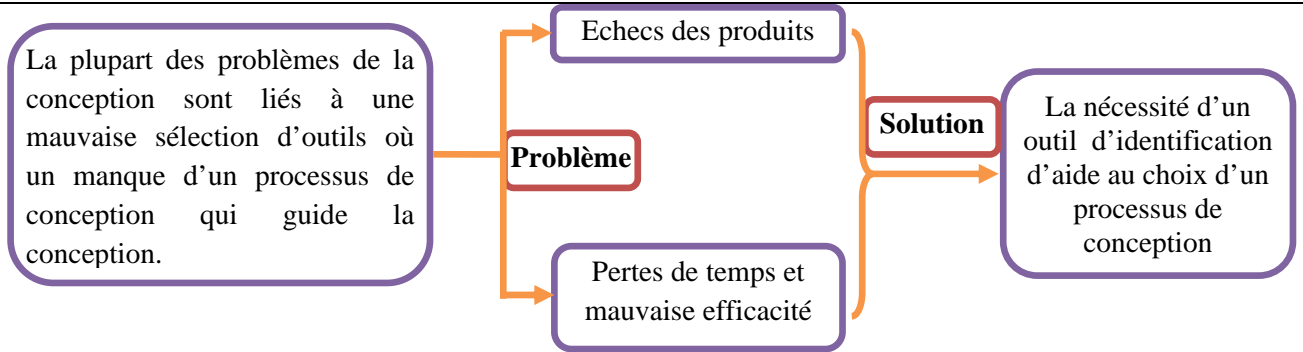 La plupart des problèmes de la
conception sont liés à une
mauvaise sélection d’outils où
un manque d’un processus de
conception qui guide la
conception.
Problème
Echecs des produits
Pertes de temps et
mauvaise efficacité
Solution
La nécessité d’un
outil d’identification
d’aide au choix d’un
processus de
conception